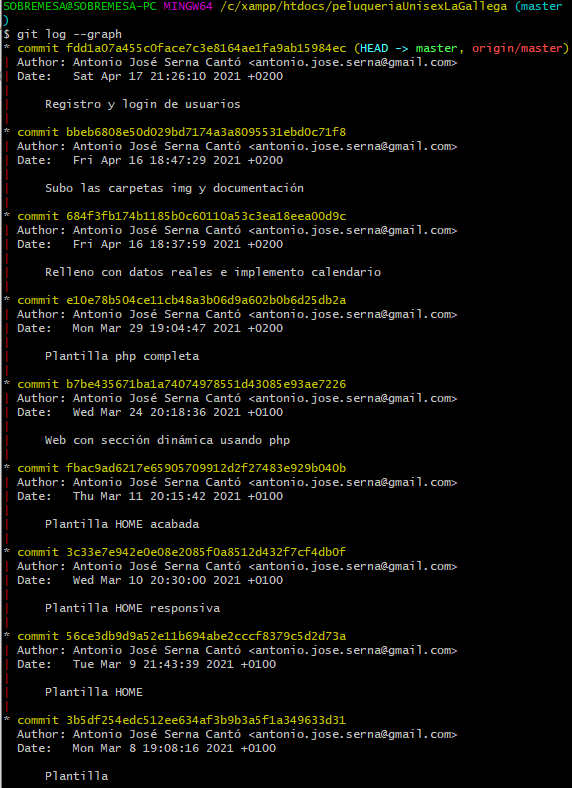 SOBREMESA@SOBREMESA-PC MINGW64 /c/xampp/htdocs/peluqueriaUnisexLaGallega (master
)
$ git log --graph
* commit fdd1a07a455c0face7c3e8164ae1fa9ab15984ec (HEAD -> master, origin/master)
| Author: Antonio José Serna Cantó <antonio.jose.serna@gmail.com>
| Date:   Sat Apr 17 21:26:10 2021 +0200
|
|     Registro y login de usuarios
|
* commit bbeb6808e50d029bd7174a3a8095531ebd0c71f8
| Author: Antonio José Serna Cantó <antonio.jose.serna@gmail.com>
| Date:   Fri Apr 16 18:47:29 2021 +0200
|
|     Subo las carpetas img y documentación
|
* commit 684f3fb174b1185b0c60110a53c3ea18eea00d9c
| Author: Antonio José Serna Cantó <antonio.jose.serna@gmail.com>
| Date:   Fri Apr 16 18:37:59 2021 +0200
|
|     Relleno con datos reales e implemento calendario
|
* commit e10e78b504ce11cb48a3b06d9a602b0b6d25db2a
| Author: Antonio José Serna Cantó <antonio.jose.serna@gmail.com>
| Date:   Mon Mar 29 19:04:47 2021 +0200
|
|     Plantilla php completa
|
* commit b7be435671ba1a74074978551d43085e93ae7226
| Author: Antonio José Serna Cantó <antonio.jose.serna@gmail.com>
| Date:   Wed Mar 24 20:18:36 2021 +0100
|
|     Web con sección dinámica usando php
|
* commit fbac9ad6217e65905709912d2f27483e929b040b
| Author: Antonio José Serna Cantó <antonio.jose.serna@gmail.com>
| Date:   Thu Mar 11 20:15:42 2021 +0100
|
|     Plantilla HOME acabada
|
* commit 3c33e7e942e0e08e2085f0a8512d432f7cf4db0f
| Author: Antonio José Serna Cantó <antonio.jose.serna@gmail.com>
| Date:   Wed Mar 10 20:30:00 2021 +0100
|
|     Plantilla HOME responsiva
|
* commit 56ce3db9d9a52e11b694abe2cccf8379c5d2d73a
| Author: Antonio José Serna Cantó <antonio.jose.serna@gmail.com>
| Date:   Tue Mar 9 21:43:39 2021 +0100
|
|     Plantilla HOME
|
* commit 3b5df254edc512ee634af3b9b3a5f1a349633d31
  Author: Antonio José Serna Cantó <antonio.jose.serna@gmail.com>
  Date:   Mon Mar 8 19:08:16 2021 +0100

      Plantilla